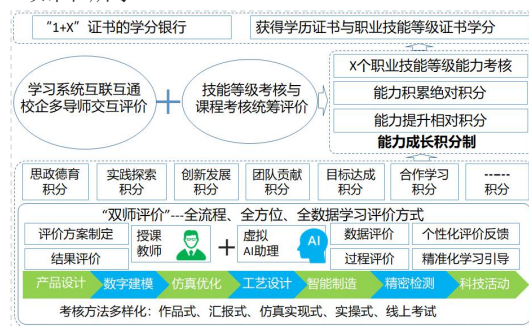 “1+X”证书的学分银行
获得学历证书与职业技能等级证书学分
学习系统互联互通
校企多导师交互评价
技能等级考核与
课程考核统筹评价
X个职业技能等级能力考核
能力积累绝对积分
能力提升相对积分
能力成长积分制
思政德育
积分
实践探索
积分
创新发展
积分
团队贡献
积分
目标达成
积分
合作学习
积分
------
积分
“双师评价”---全流程、全方位、全数据学习评价方式
评价方案制定
结果评价
授课
教师
虚拟
AI助理
AI
数据评价
个性化评价反馈
过程评价
精准化学习引导
产品设计
数字建模
仿真优化
工艺设计
智能制造
精密检测
科技活动
考核方法多样化：作品式、汇报式、仿真实现式、实操式、线上考试